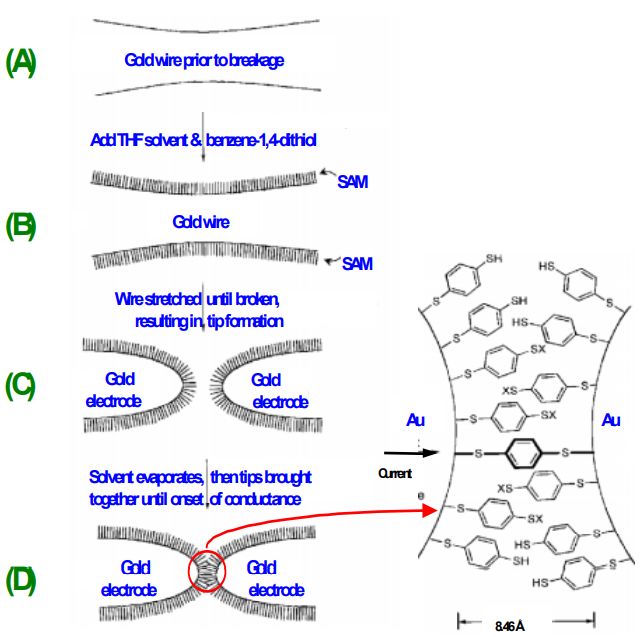 (A)
Gold wire prior to breakage
Add THF solvent & benzene-1,4-dithiol
SAM
(B)
Gold wire
SAM
Wire stretched until broken,
resulting in tip formation
(C)
Gold
electrode
Gold
electrode
Solvent evaporates, then tips brought
together until onset of conductance
(D)
Gold
electrode
Gold
electrode
SH
HS
S
S
SH
HS
S
S
SX
S
S
XS
S
SX
S
Au
Au
S
S
Current
e
XS
S
SX
S
HS
S
SH
S
HS
S
8.46 Å